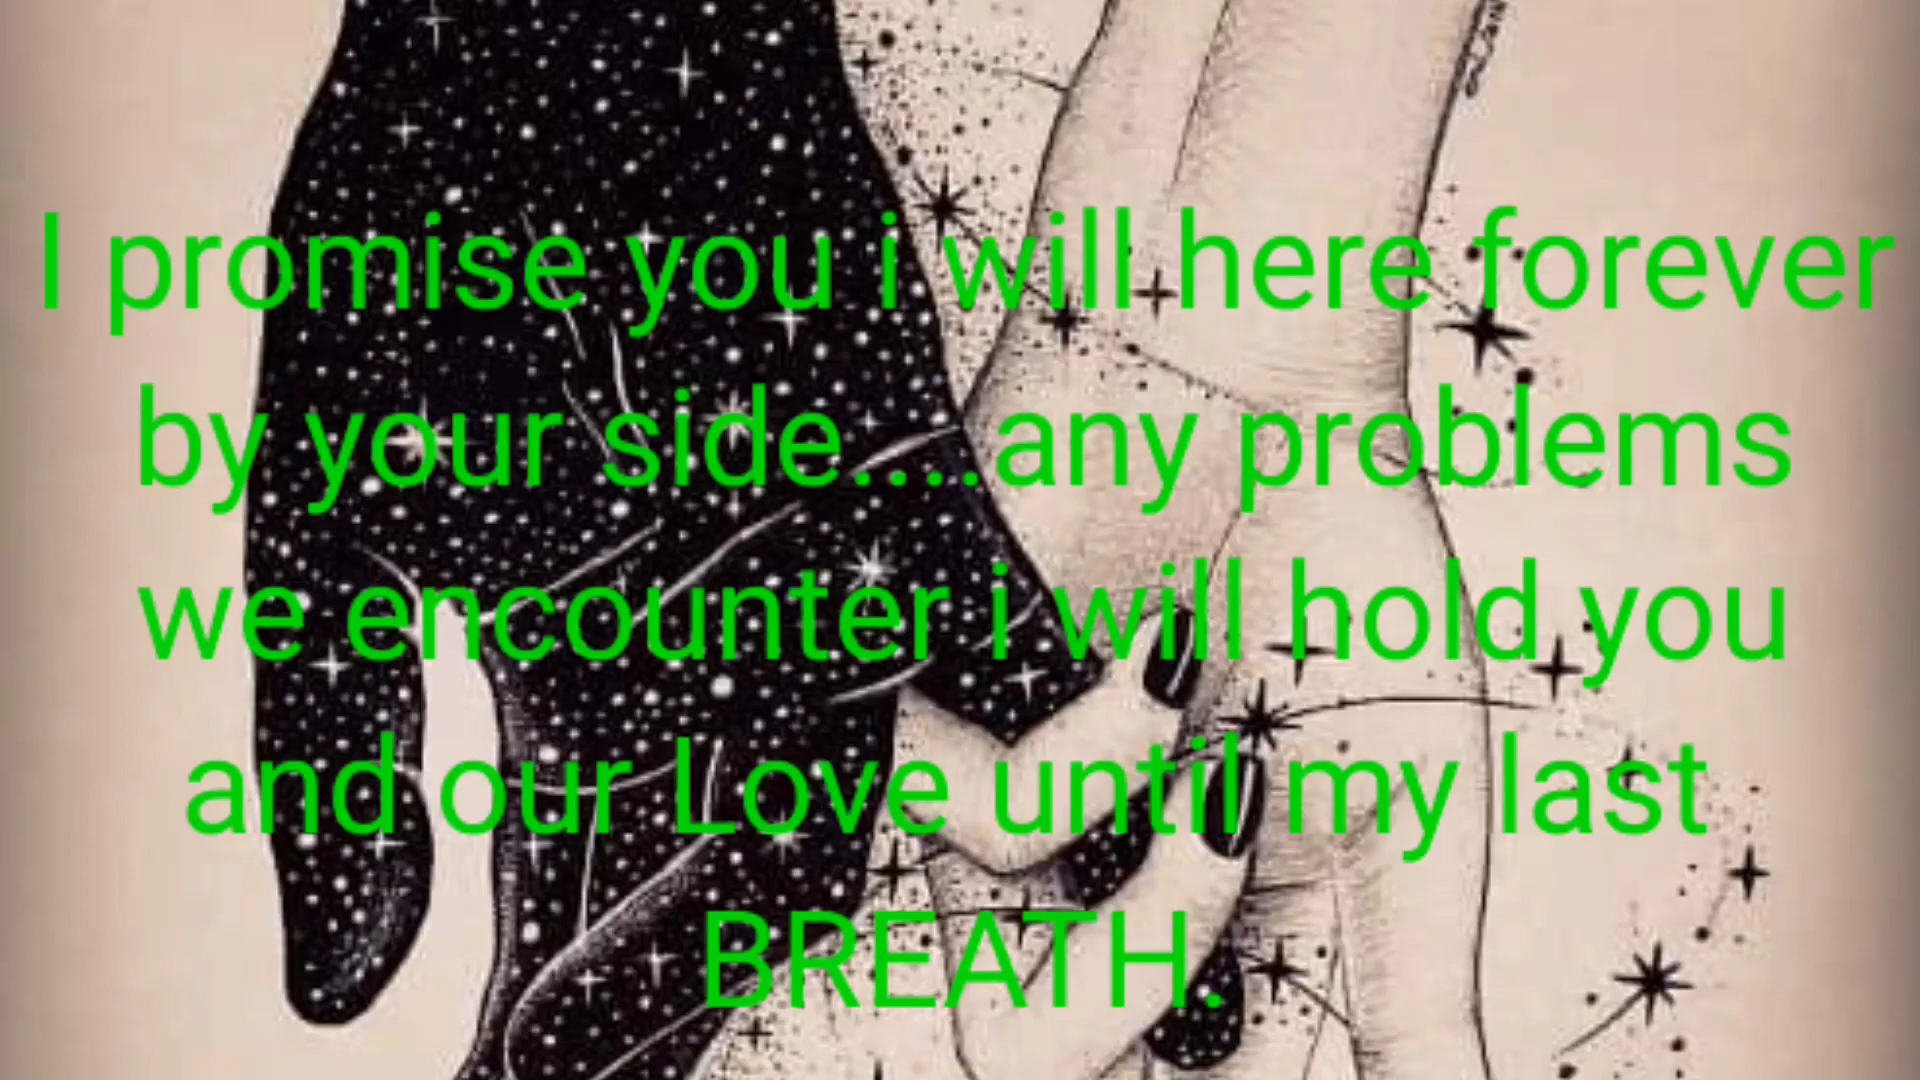 I promise you i will here forever
by your side....any problems
we encounter i will hold you
and our Love until my last
BREATH.